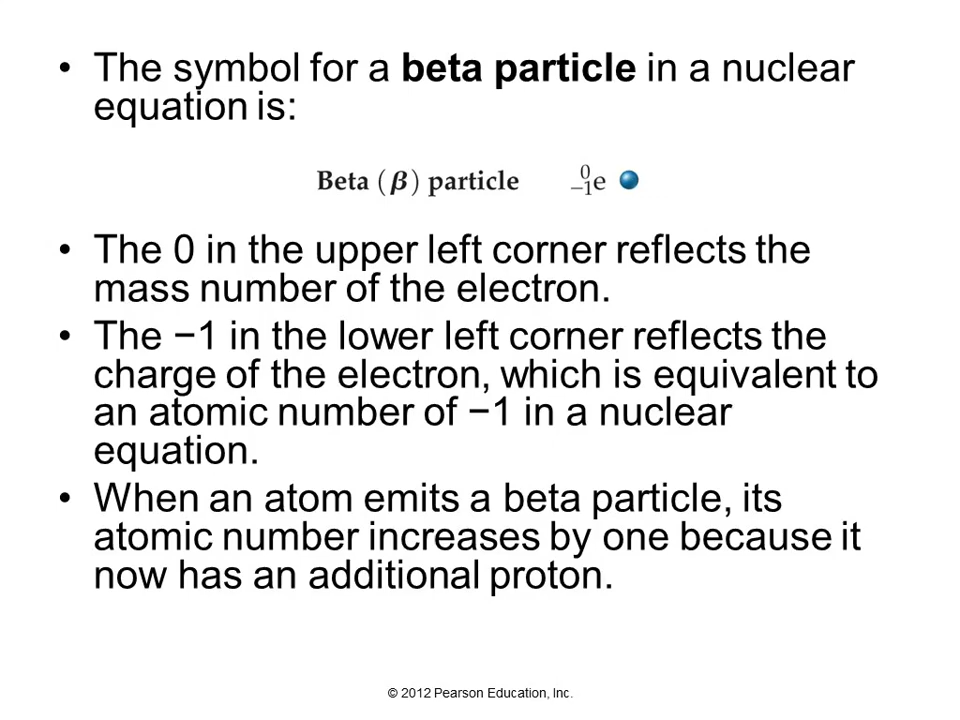 • The symbol for a beta particle in a nuclear
equation is:
Beta (β) particle ⁰₋₁e
• The 0 in the upper left corner reflects the
mass number of the electron.
• The −1 in the lower left corner reflects the
charge of the electron, which is equivalent to
an atomic number of −1 in a nuclear
equation.
• When an atom emits a beta particle, its
atomic number increases by one because it
now has an additional proton.
© 2012 Pearson Education, Inc.